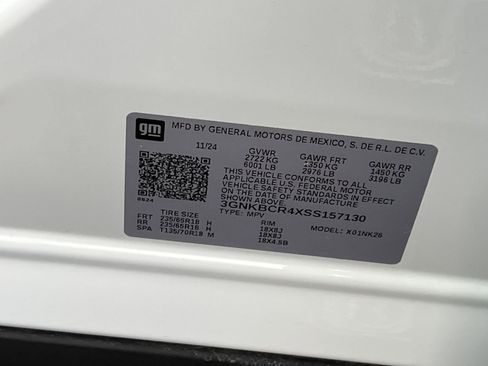 gm
MFD BY GENERAL MOTORS DE MEXICO, S. DE R.L. DE C.V.
11/24 GVWR GAWR FRT GAWR RR
2722 KG 1350 KG 1450 KG
6001 LB 2976 LB 3196 LB
THIS VEHICLE CONFORMS TO ALL
APPLICABLE U.S. FEDERAL MOTOR
VEHICLE SAFETY STANDARDS IN EFFECT
ON THE DATE OF MANUFACTURE
SHOWN ABOVE.
3GNKBCR4XSS157130
8624
TYPE: MPV MODEL: X01NK26
TIRE SIZE RIM
FRT 235/65R18 H 18X8J
RR 235/65R18 H 18X8J
SPA T135/70R18 M 18X4.5B